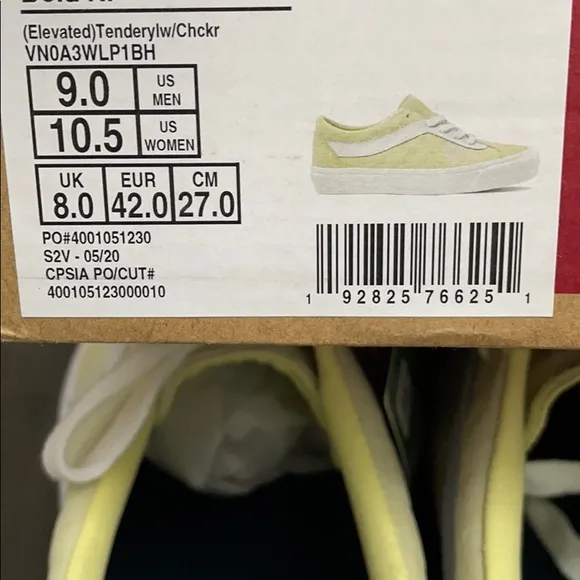 (Elevated)Tenderylw/Chckr
VN0A3WLP1BH
9.0 US MEN
10.5 US WOMEN
UK EUR CM
8.0 42.0 27.0
PO#4001051230
S2V - 05/20
CPSIA PO/CUT#
400105123000010
1 92825 76625 1